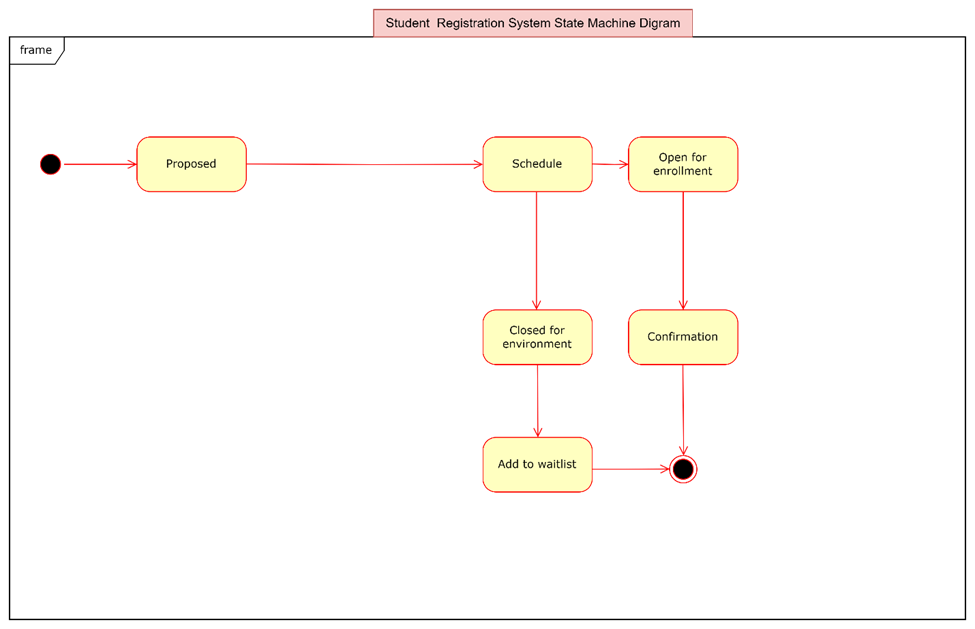 Student  Registration System State Machine Digram
frame
Proposed
Schedule
Open for
enrollment
Closed for
environment
Confirmation
Add to waitlist